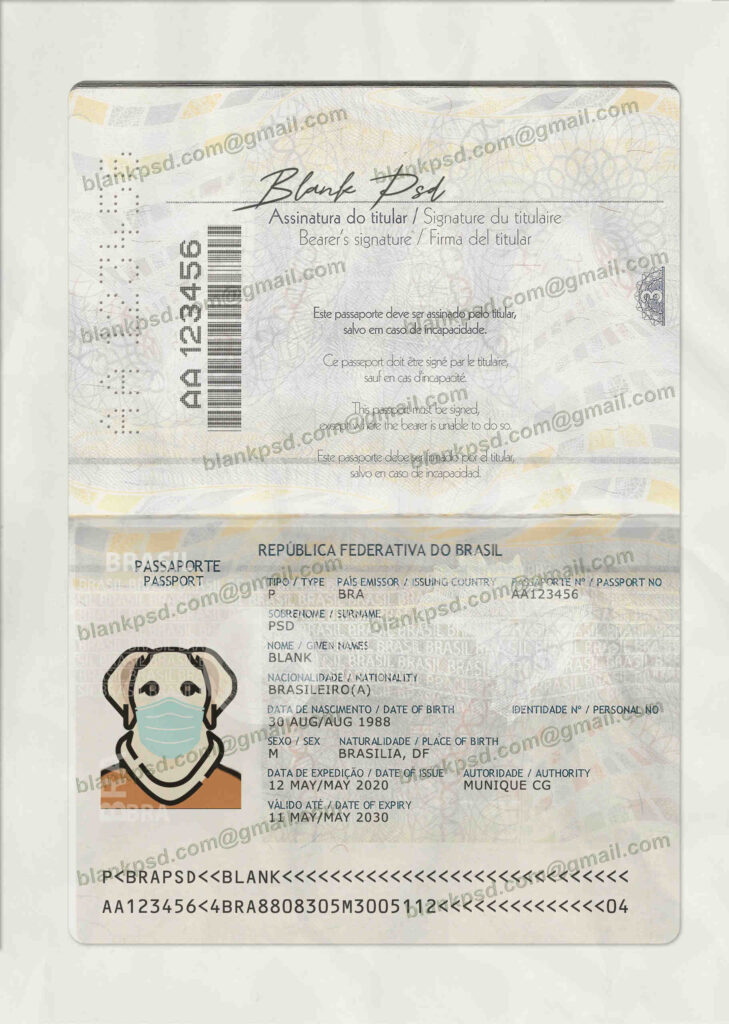 blankpsd.com@gmail.com
blankpsd.com@gmail.com
Blank Psd
Assinatura do titular / Signature du titulaire
Bearer's signature / Firma del titular
AA 123456
blankpsd.com@gmail.com
blankpsd.com@gmail.com
3
Este passaporte deve ser assinado pelo titular,
salvo em caso de incapacidade.
Ce passeport doit être signé par le titulaire,
sauf en cas d'incapacité.
This passport must be signed,
except where the bearer is unable to do so.
Este pasaporte debe ser firmado por el titular,
salvo en caso de incapacidad.
blankpsd.com@gmail.com
blankpsd.com@gmail.com
REPÚBLICA FEDERATIVA DO BRASIL
BRASIL
PASSAPORTE
PASSPORT
TIPO / TYPE PAÍS EMISSOR / ISSUING COUNTRY PASSAPORTE Nº / PASSPORT NO
P BRA AA123456
blankpsd.com@gmail.com
blankpsd.com@gmail.com
SOBRENOME / SURNAME
PSD
NOME / GIVEN NAMES
BLANK
NACIONALIDADE / NATIONALITY
BRASILEIRO(A)
DATA DE NASCIMENTO / DATE OF BIRTH IDENTIDADE Nº / PERSONAL NO
30 AUG/AUG 1988
SEXO / SEX NATURALIDADE / PLACE OF BIRTH
M BRASILIA, DF
blankpsd.com@gmail.com
blankpsd.com@gmail.com
DATA DE EXPEDIÇÃO / DATE OF ISSUE AUTORIDADE / AUTHORITY
12 MAY/MAY 2020 MUNIQUE CG
VÁLIDO ATÉ / DATE OF EXPIRY
11 MAY/MAY 2030
BRA
blankpsd.com@gmail.com
blankpsd.com@gmail.com
P<BRAPSD<<BLANK<<<<<<<<<<<<<<<<<<<<<<<<<<<<<
AA123456<4BRA8808305M3005112<<<<<<<<<<<<<<04